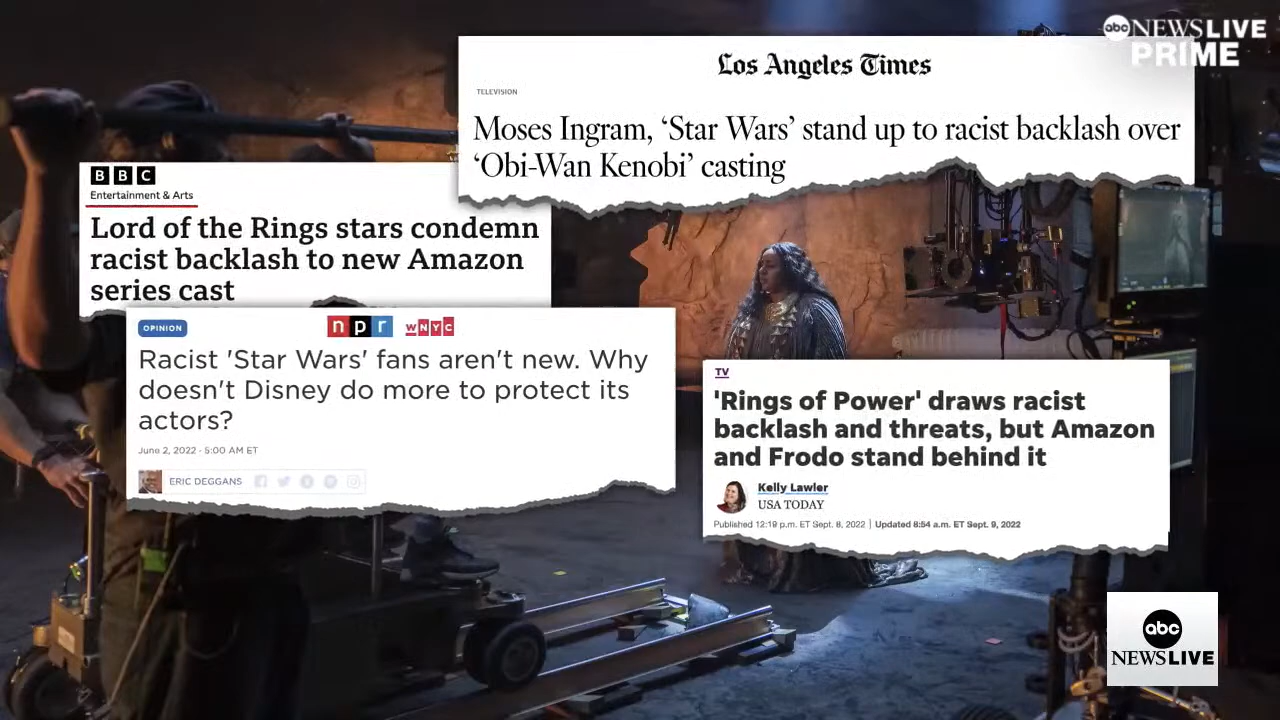 abc NEWS LIVE
PRIME
Los Angeles Times
TELEVISION
Moses Ingram, ‘Star Wars’ stand up to racist backlash over
‘Obi-Wan Kenobi’ casting
BBC
Entertainment & Arts
Lord of the Rings stars condemn
racist backlash to new Amazon
series cast
OPINION
npr WNYC
Racist 'Star Wars' fans aren't new. Why
doesn't Disney do more to protect its
actors?
June 2, 2022 · 5:00 AM ET
ERIC DEGGANS
TV
'Rings of Power' draws racist
backlash and threats, but Amazon
and Frodo stand behind it
Kelly Lawler
USA TODAY
Published 12:19 p.m. ET Sept. 8, 2022 | Updated 8:54 a.m. ET Sept. 9, 2022
abc
NEWS LIVE